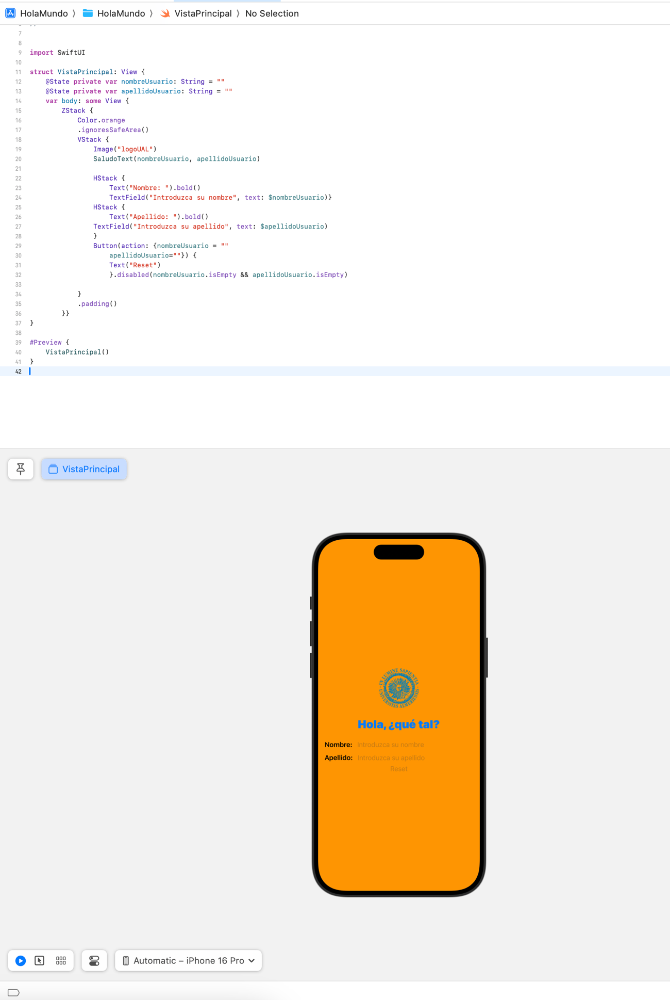 HolaMundo › HolaMundo › VistaPrincipal › No Selection
7
8
9 import SwiftUI
10
11 struct VistaPrincipal: View {
12 @State private var nombreUsuario: String = ""
13 @State private var apellidoUsuario: String = ""
14 var body: some View {
15 ZStack {
16 Color.orange
17 .ignoresSafeArea()
18 VStack {
19 Image("logoUAL")
20 SaludoText(nombreUsuario, apellidoUsuario)
21
22 HStack {
23 Text("Nombre: ").bold()
24 TextField("Introduzca su nombre", text: $nombreUsuario)}
25 HStack {
26 Text("Apellido: ").bold()
27 TextField("Introduzca su apellido", text: $apellidoUsuario)
28 }
29 Button(action: {nombreUsuario = ""
30 apellidoUsuario=""}) {
31 Text("Reset")
32 }.disabled(nombreUsuario.isEmpty && apellidoUsuario.isEmpty)
33
34 }
35 .padding()
36 }}
37 }
38
39 #Preview {
40 VistaPrincipal()
41 }
42
VistaPrincipal
IN LUMINE SAPIENTIA
UNIVERSITAS ALMERIENSIS
Hola, ¿qué tal?
Nombre: Introduzca su nombre
Apellido: Introduzca su apellido
Reset
Automatic – iPhone 16 Pro